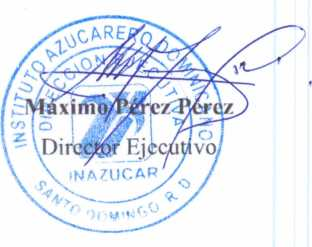 INSTITUTO AZUCARERO DOMINICANO
DIRECCION EJECUTIVA
Máximo Pérez Pérez
Director Ejecutivo
INAZUCAR
SANTO DOMINGO R.D